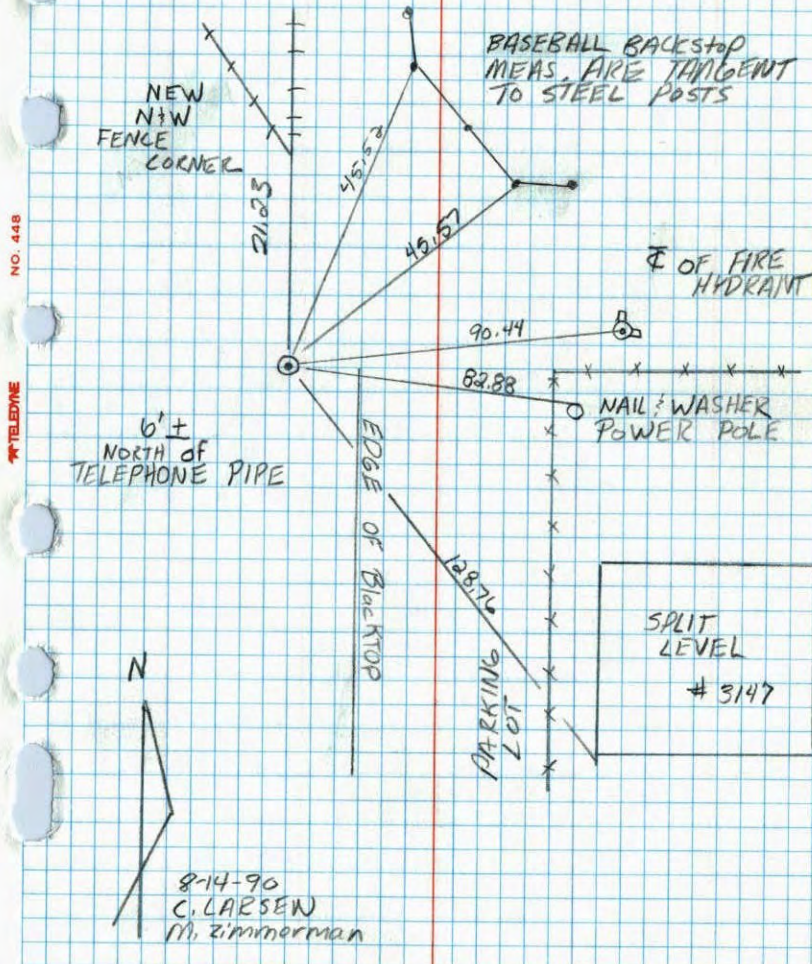 BASEBALL BACKSTOP
MEAS. ARE TANGENT
TO STEEL POSTS
NEW
N&W
FENCE
CORNER
21.23
45.57
NO. 448
OF FIRE
HYDRANT
90.44
82.88
NAIL & WASHER
POWER POLE
6' ±
NORTH of
TELEPHONE PIPE
TELEDYNE
EDGE OF BlacKTOP
128.76
PARKING
LOT
SPLIT
LEVEL
# 3147
N
8-14-90
C. LARSEN
M. Zimmerman